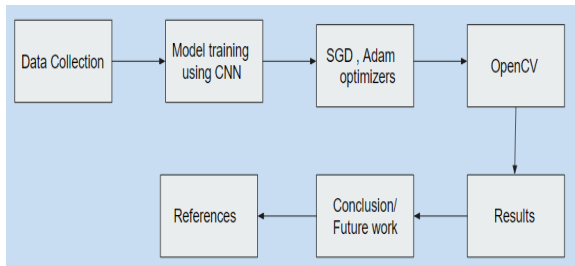 Data Collection
Model training
using CNN
SGD , Adam
optimizers
OpenCV
Results
Conclusion/
Future work
References